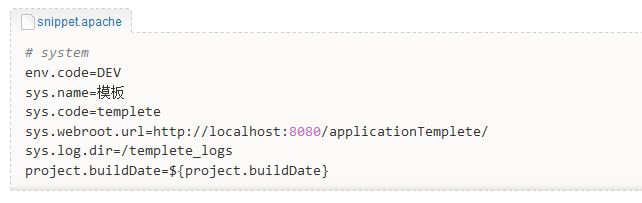 snippet.apache
# system
env.code=DEV
sys.name=模板
sys.code=templete
sys.webroot.url=http://localhost:8080/applicationTemplete/
sys.log.dir=/templete_logs
project.buildDate=${project.buildDate}